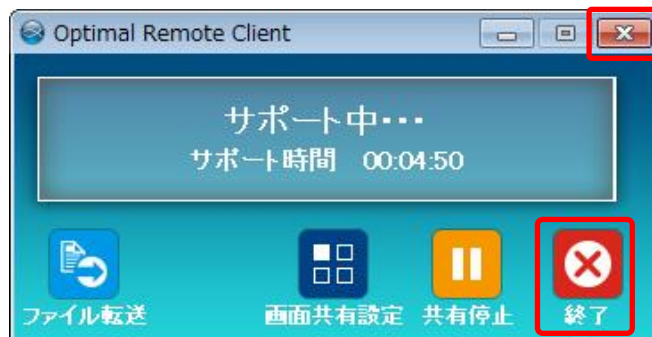 Optimal Remote Client
サポート中・・・
サポート時間 00:04:50
ファイル転送 画面共有設定 共有停止 終了